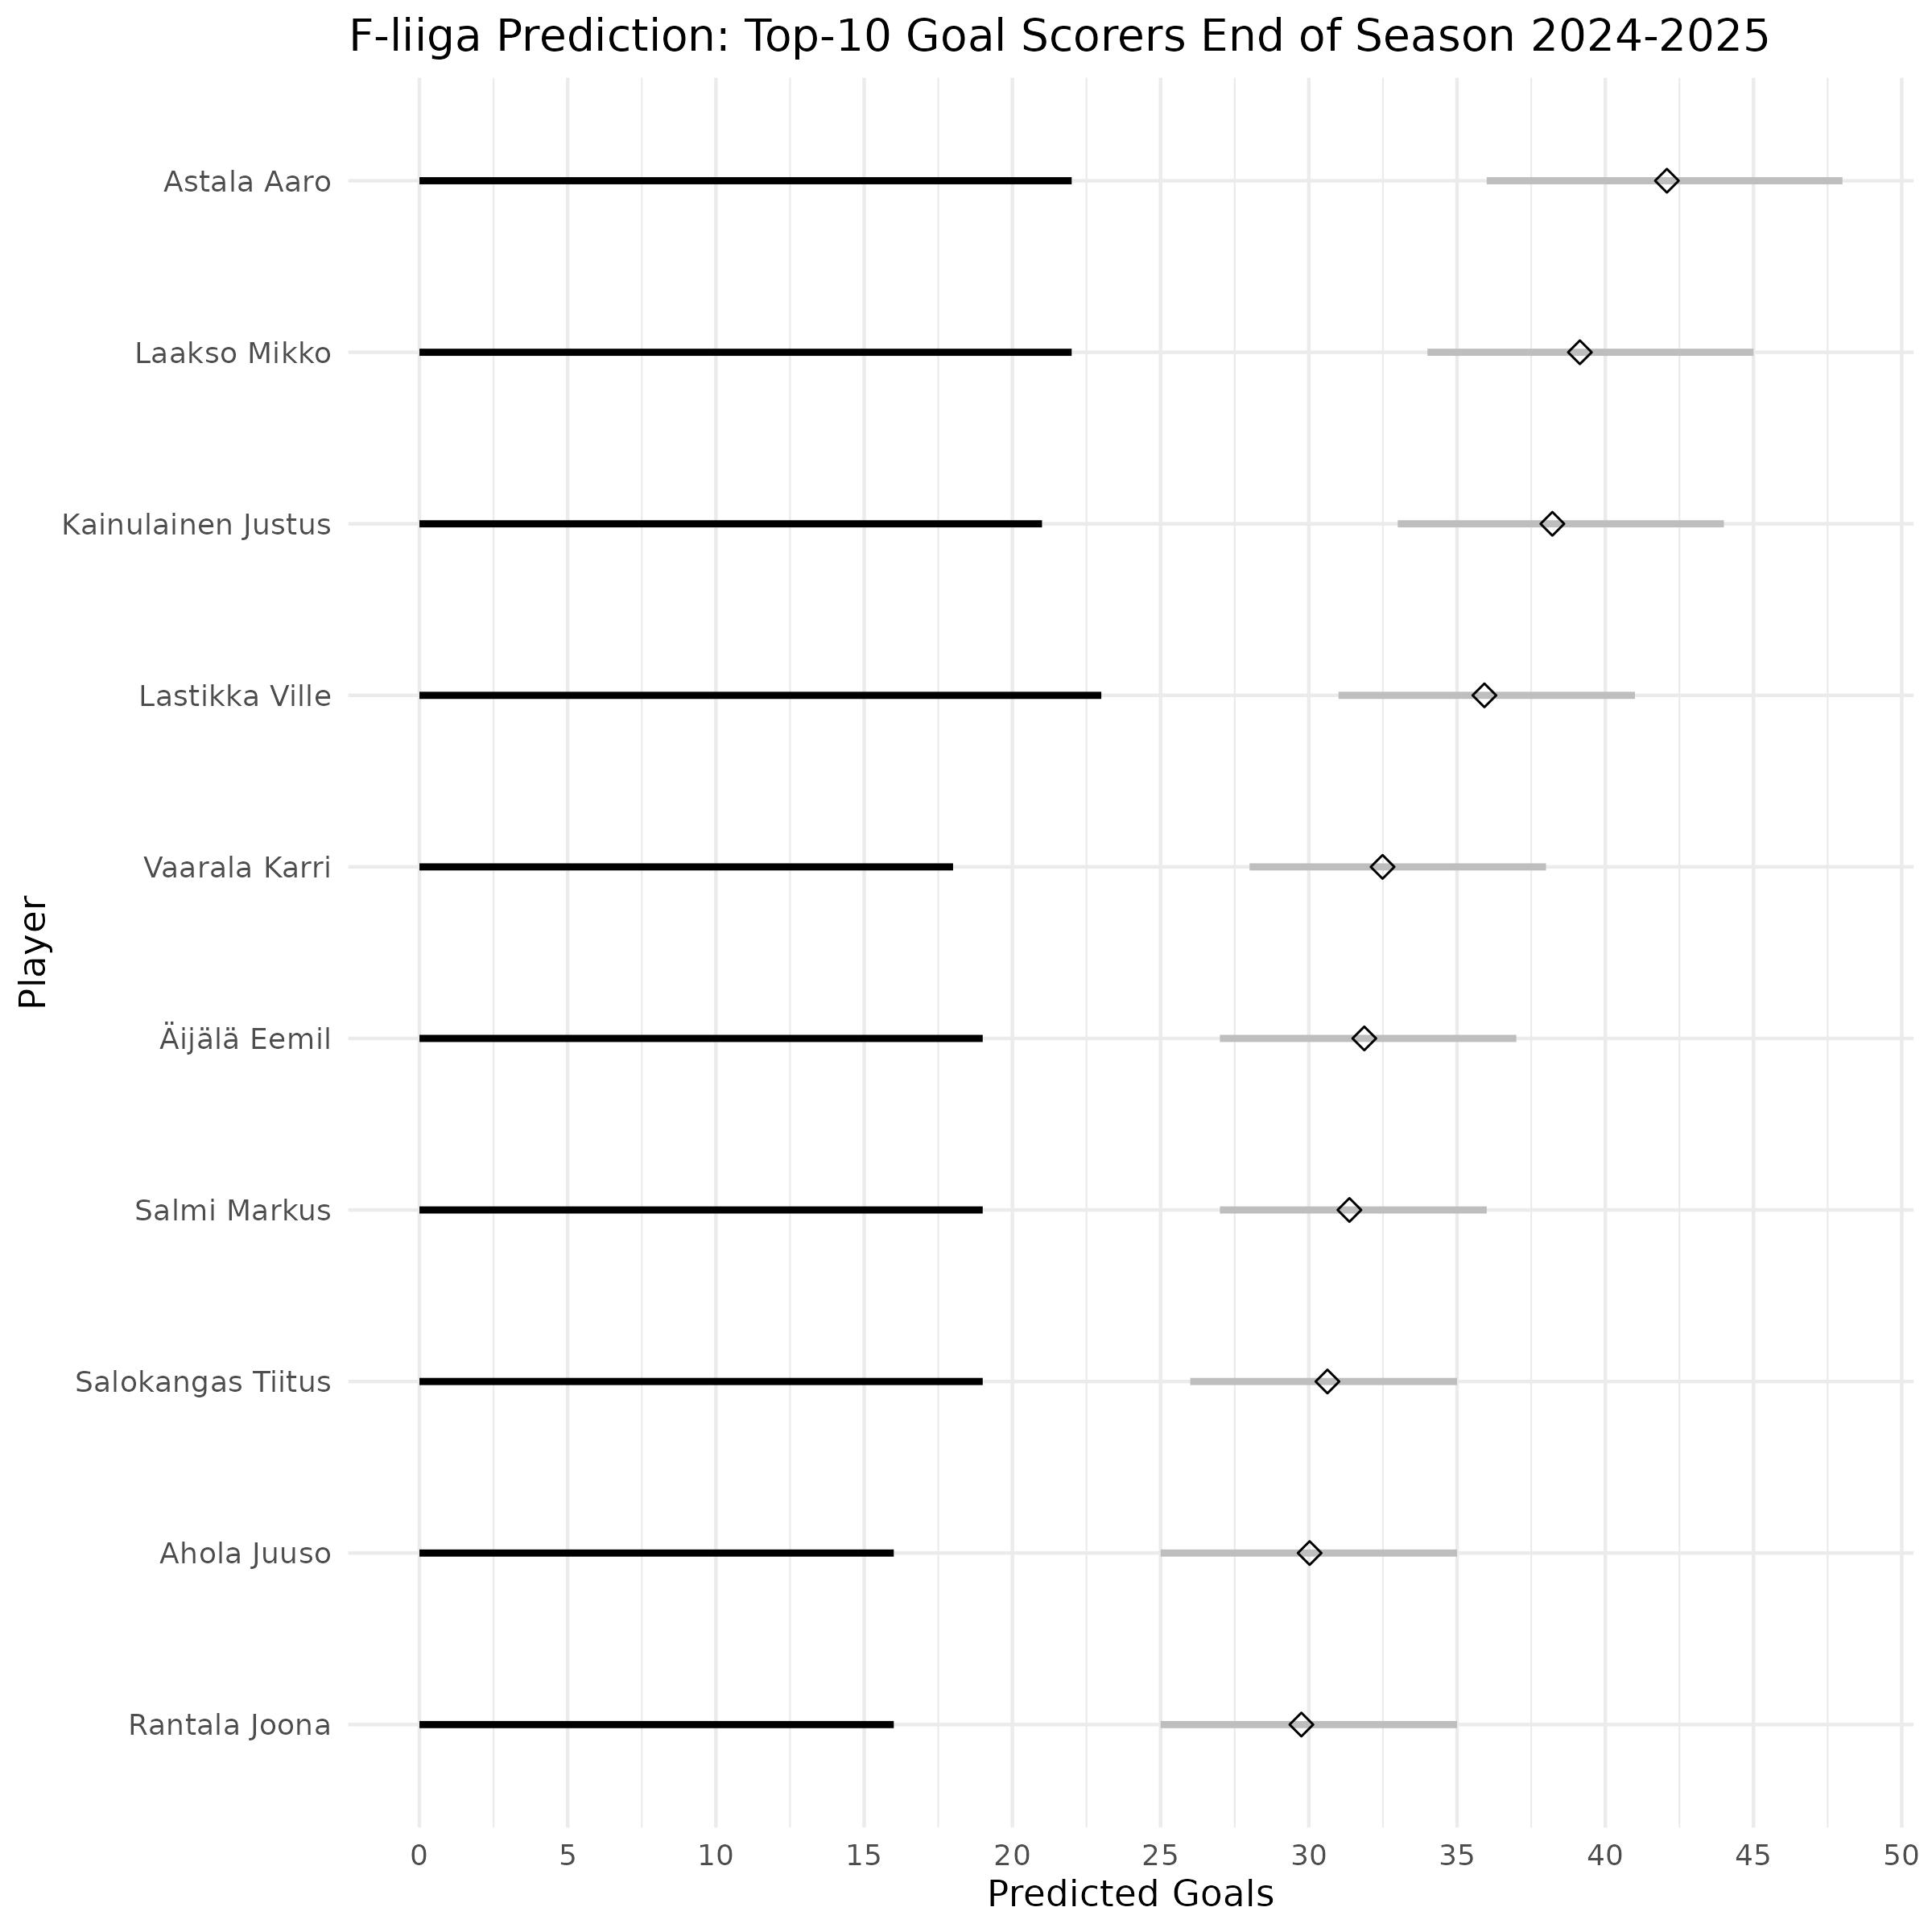 F-liiga Prediction: Top-10 Goal Scorers End of Season 2024-2025
Player
Astala Aaro
Laakso Mikko
Kainulainen Justus
Lastikka Ville
Vaarala Karri
Äijälä Eemil
Salmi Markus
Salokangas Tiitus
Ahola Juuso
Rantala Joona
0 5 10 15 20 25 30 35 40 45 50
Predicted Goals